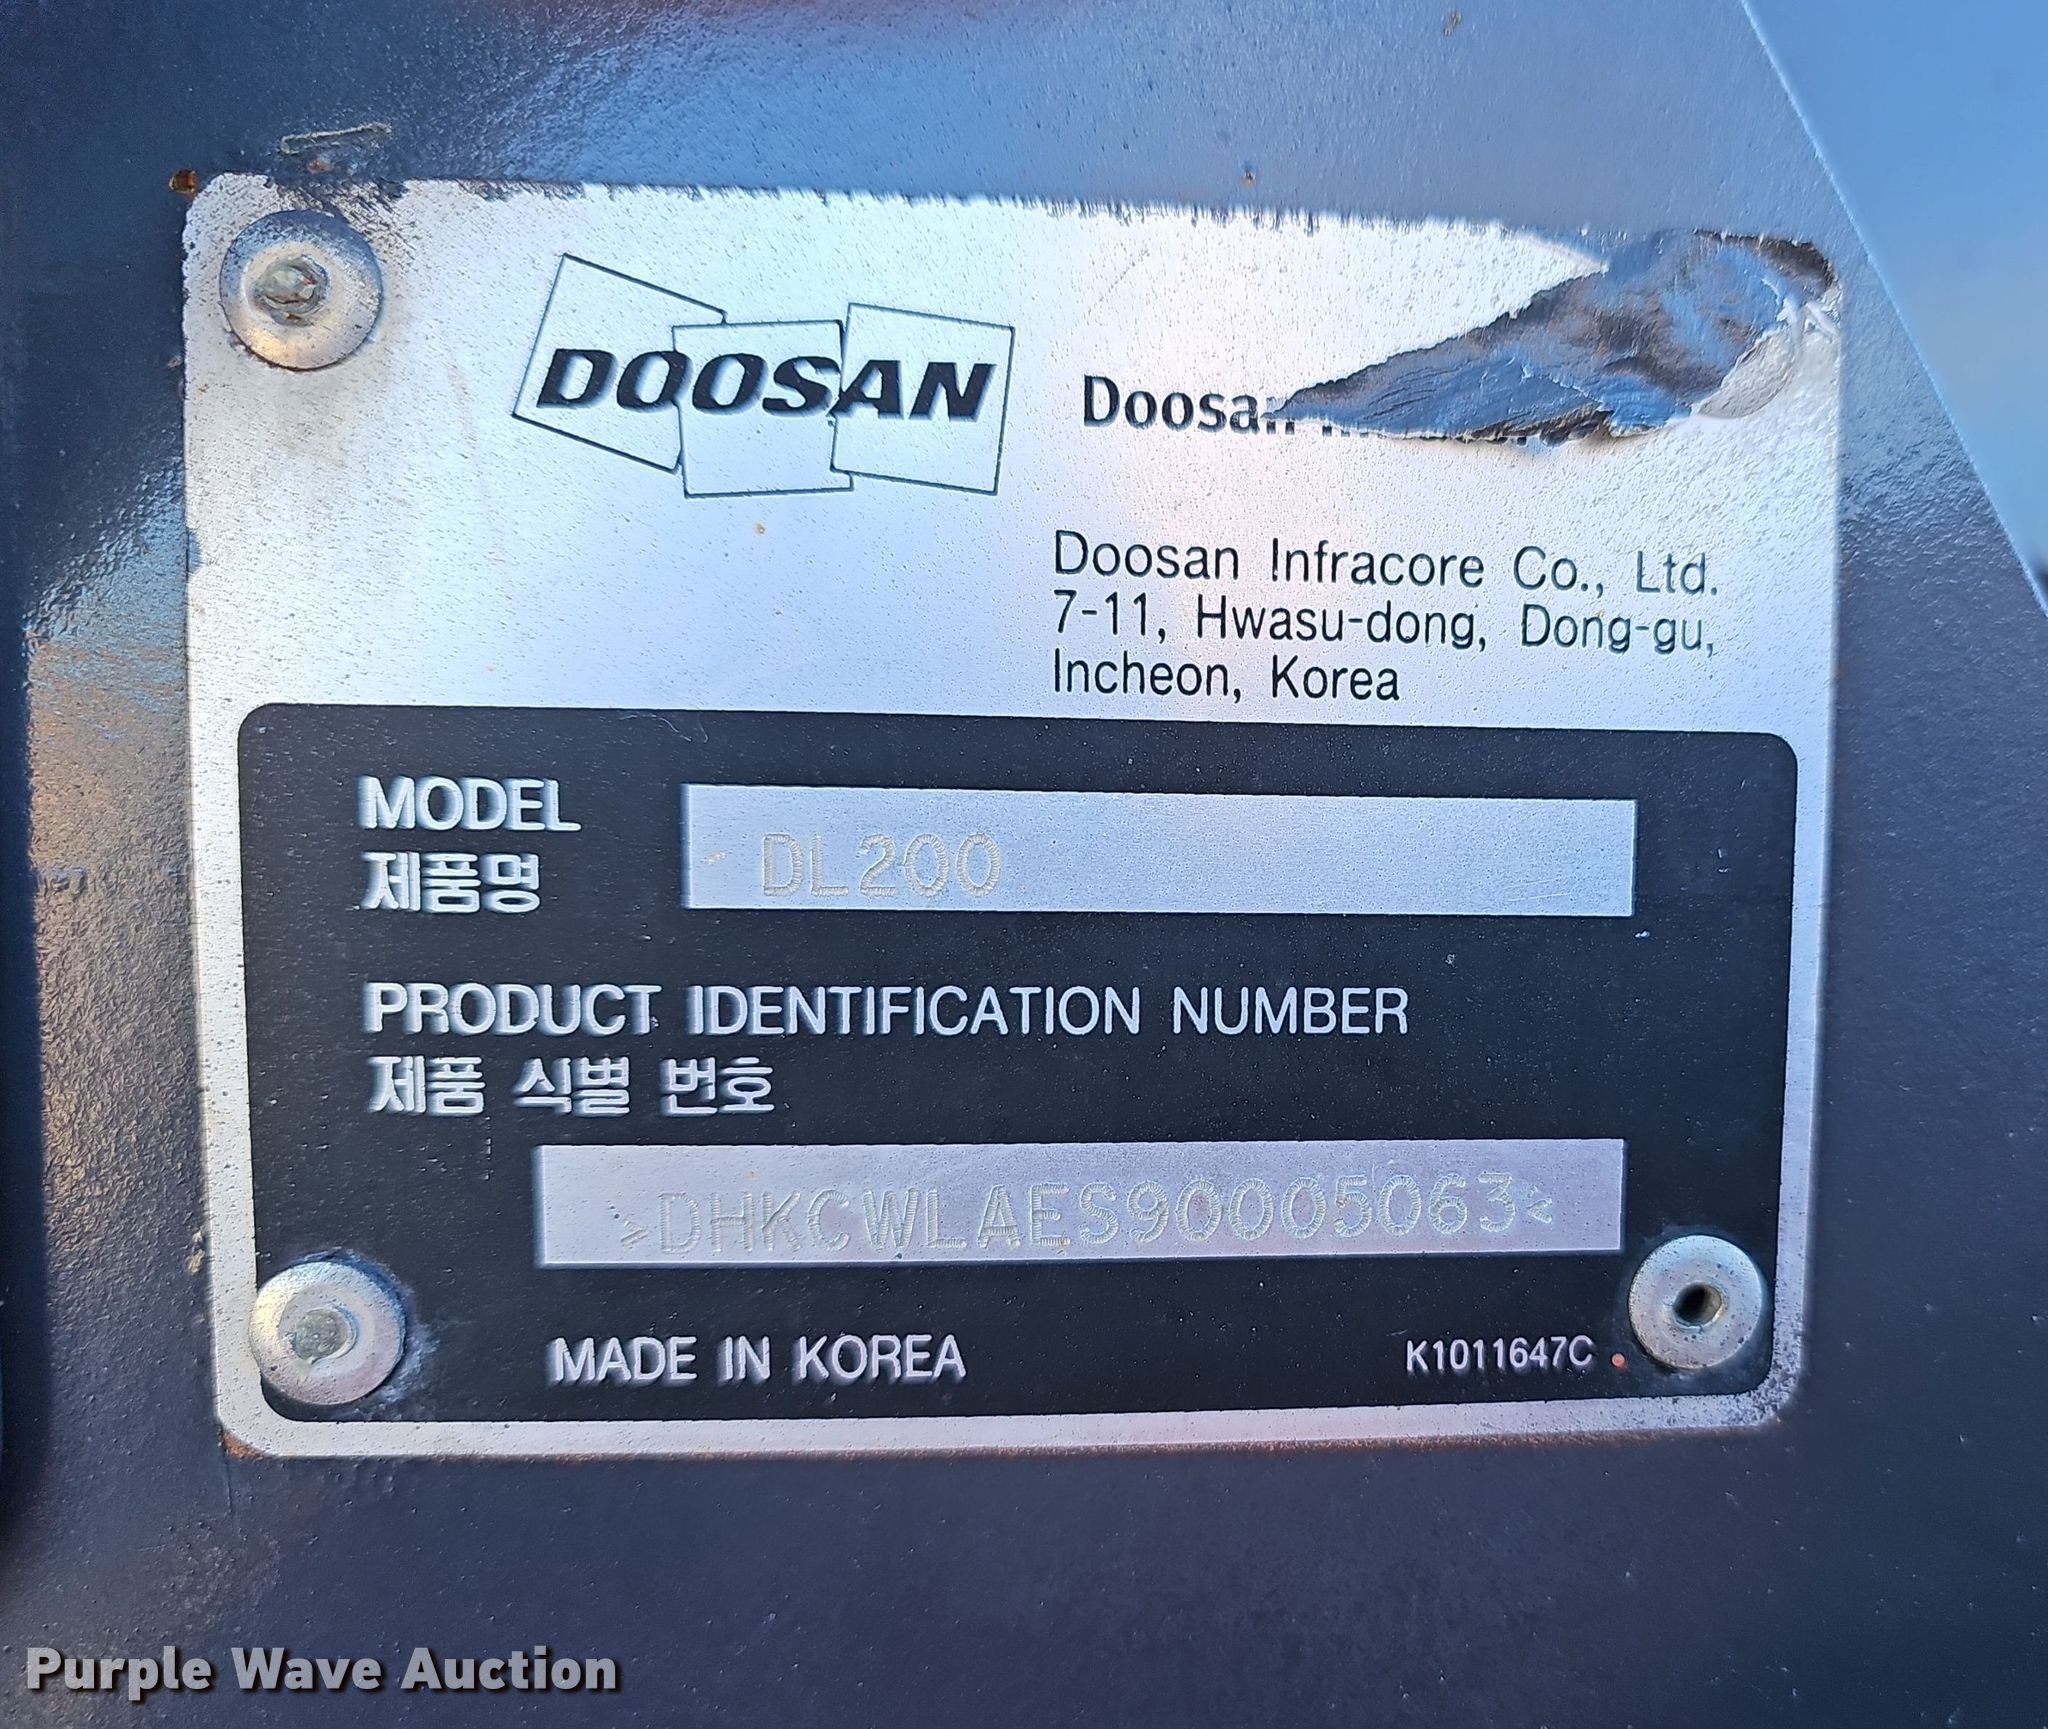 DOOSAN
Doosan
Doosan Infracore Co., Ltd.
7-11, Hwasu-dong, Dong-gu,
Incheon, Korea
MODEL
제품명
DL200
PRODUCT IDENTIFICATION NUMBER
제품 식별 번호
>DHKCWLAES90005063<
MADE IN KOREA
K1011647C
Purple Wave Auction